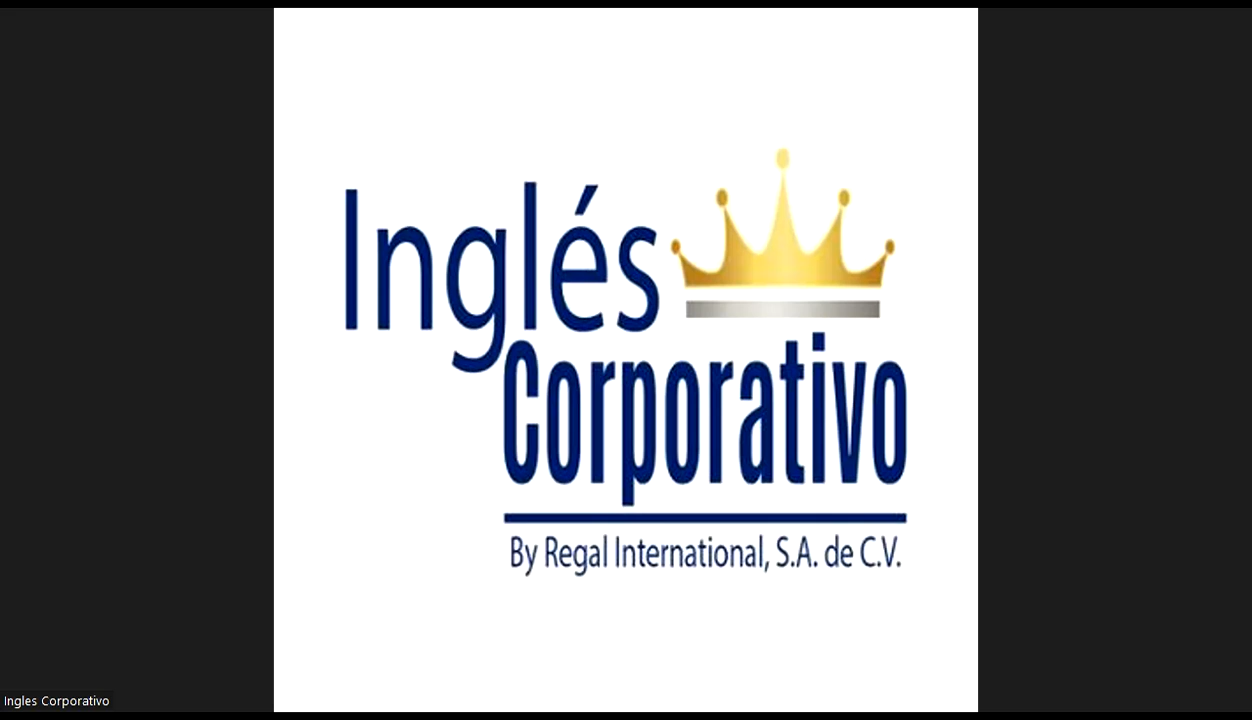 Inglés
Corporativo
By Regal International, S.A. de C.V.
Ingles Corporativo